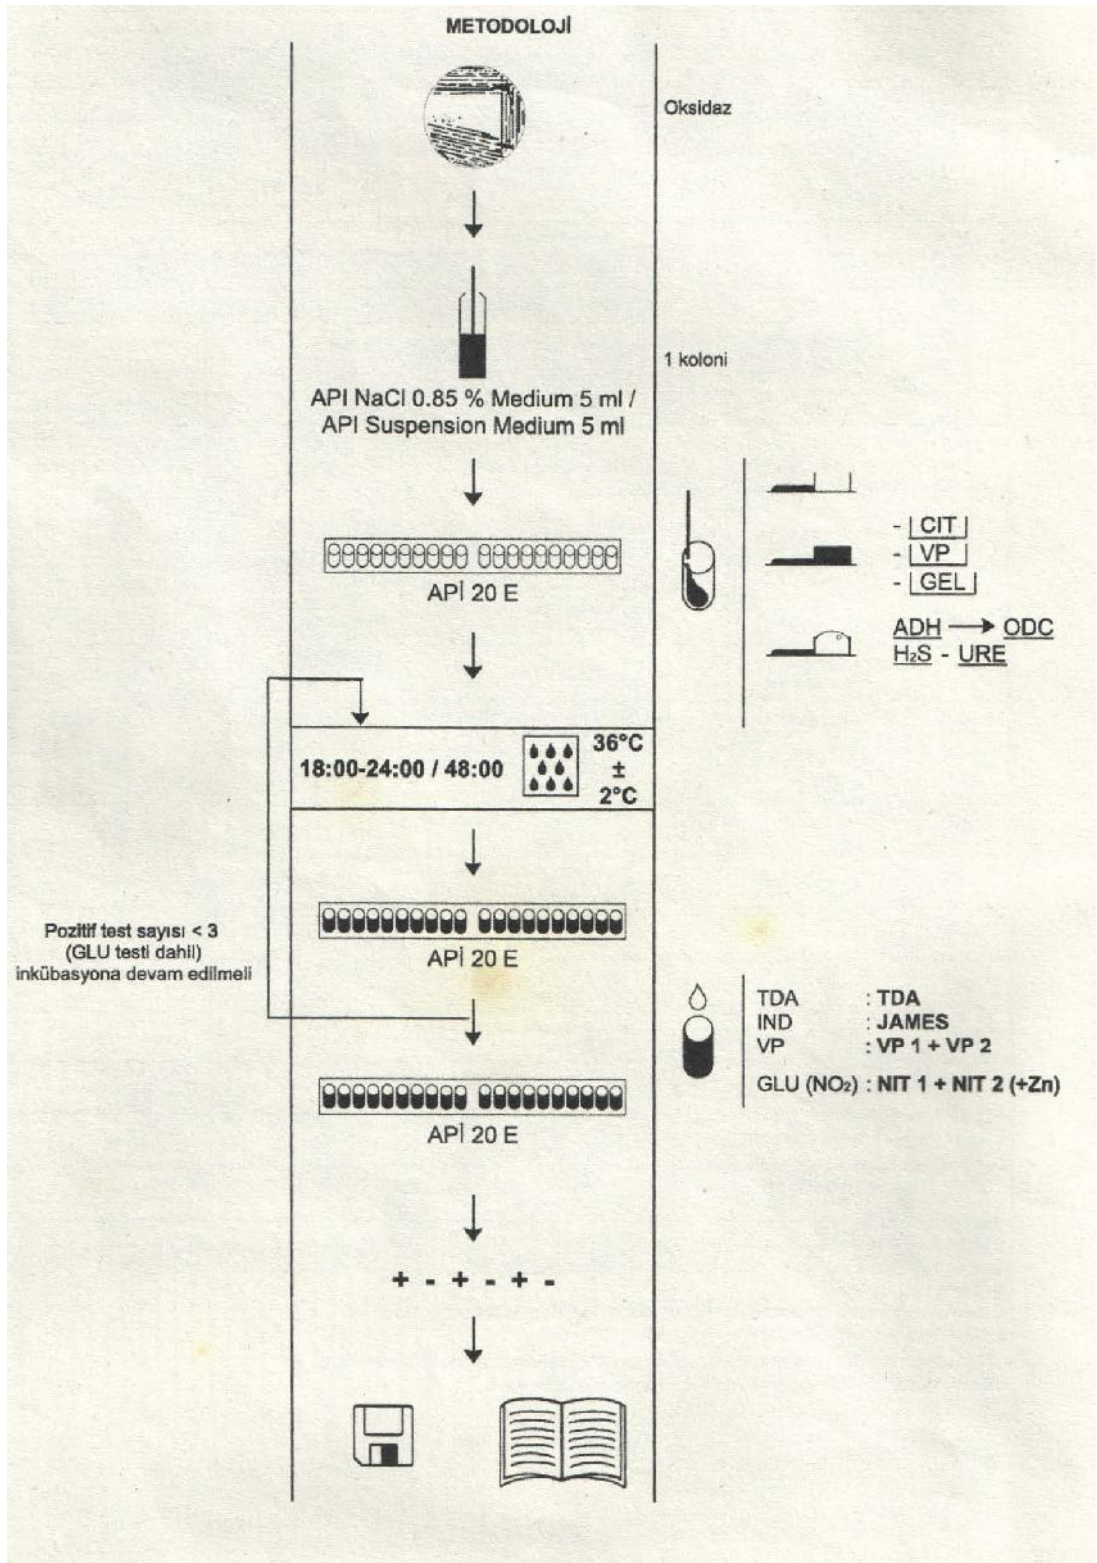 METODOLOJİ
Oksidaz
1 koloni
API NaCl 0.85 % Medium 5 ml /
API Suspension Medium 5 ml
APİ 20 E
- CIT
- VP
- GEL
ADH → ODC
H₂S - URE
18:00-24:00 / 48:00
36°C
±
2°C
APİ 20 E
Pozitif test sayısı < 3
(GLU testi dahil)
inkübasyona devam edilmeli
TDA : TDA
IND : JAMES
VP : VP 1 + VP 2
GLU (NO₂) : NIT 1 + NIT 2 (+Zn)
APİ 20 E
+ - + - + -